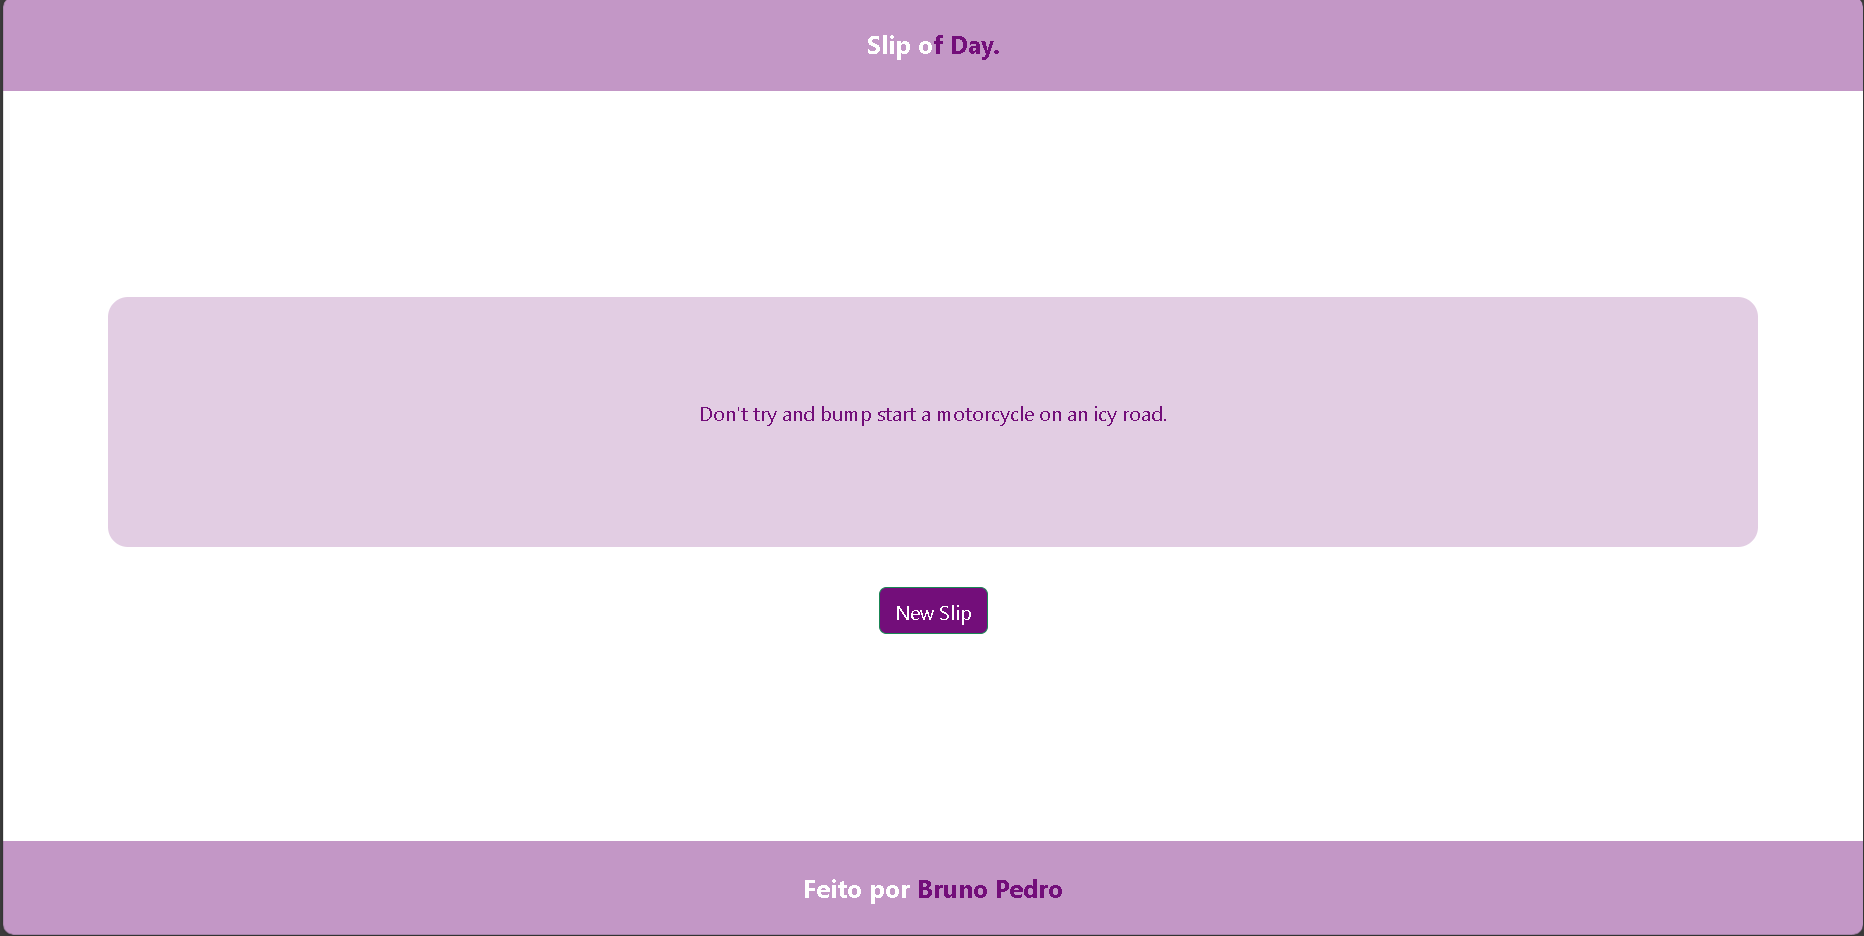 Slip of Day.
Don't try and bump start a motorcycle on an icy road.
New Slip
Feito por Bruno Pedro